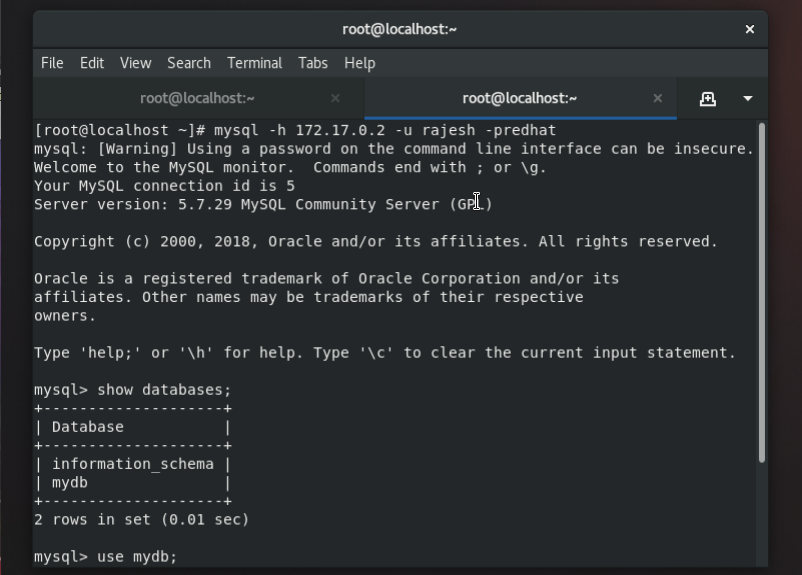 root@localhost:~
File Edit View Search Terminal Tabs Help
root@localhost:~ root@localhost:~
[root@localhost ~]# mysql -h 172.17.0.2 -u rajesh -predhat
mysql: [Warning] Using a password on the command line interface can be insecure.
Welcome to the MySQL monitor.  Commands end with ; or \g.
Your MySQL connection id is 5
Server version: 5.7.29 MySQL Community Server (GPL)
Copyright (c) 2000, 2018, Oracle and/or its affiliates. All rights reserved.
Oracle is a registered trademark of Oracle Corporation and/or its
affiliates. Other names may be trademarks of their respective
owners.
Type 'help;' or '\h' for help. Type '\c' to clear the current input statement.
mysql> show databases;
+--------------------+
| Database           |
+--------------------+
| information_schema |
| mydb               |
+--------------------+
2 rows in set (0.01 sec)
mysql> use mydb;